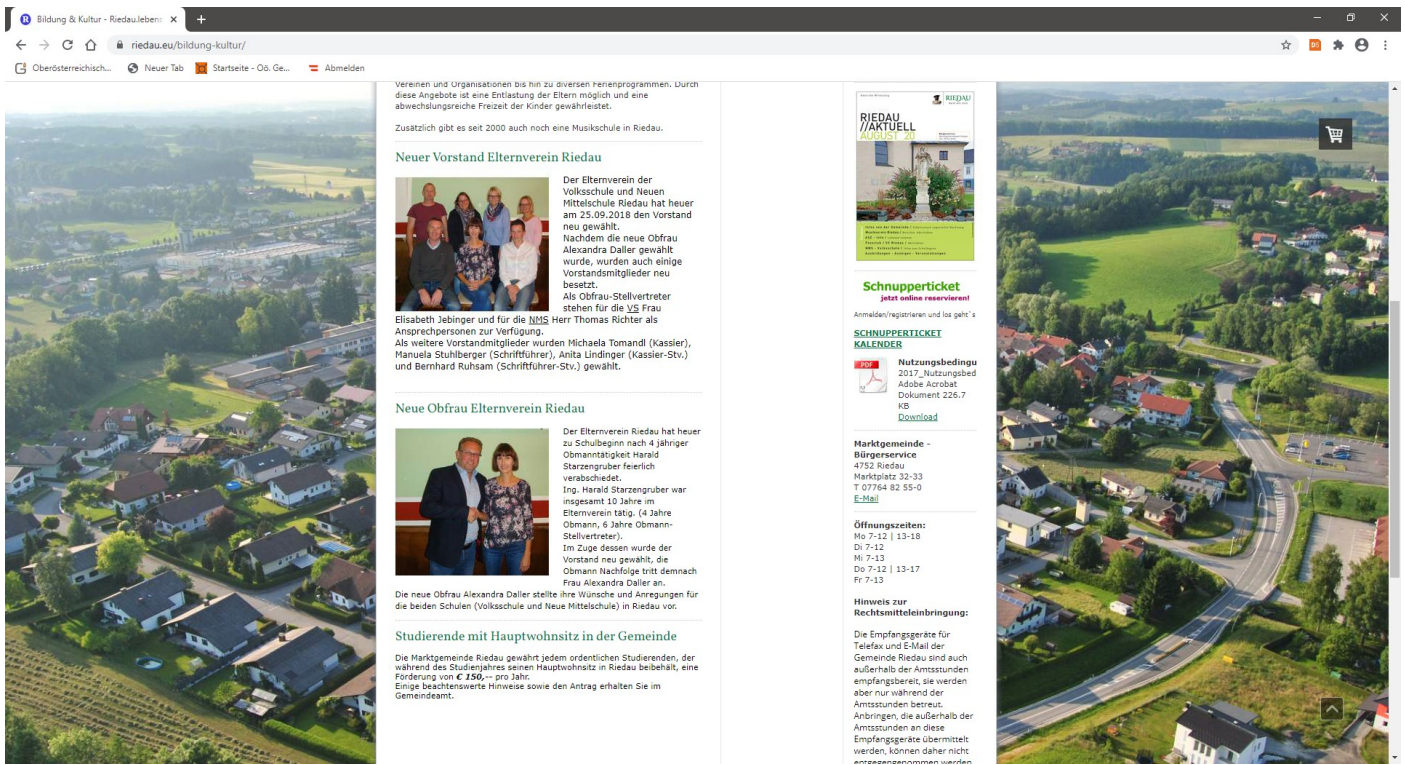 Bildung & Kultur - Riedau.lebens
riedau.eu/bildung-kultur/
Oberösterreichisch...
Neuer Tab
Startseite - Oö. Ge...
Abmelden
Vereinen und Organisationen bis hin zu diversen Ferienprogrammen. Durch
diese Angebote ist eine Entlastung der Eltern möglich und eine
abwechslungsreiche Freizeit der Kinder gewährleistet.
Zusätzlich gibt es seit 2000 auch noch eine Musikschule in Riedau.
Neuer Vorstand Elternverein Riedau
Der Elternverein der
Volksschule und Neuen
Mittelschule Riedau hat heuer
am 25.09.2018 den Vorstand
neu gewählt.
Nachdem die neue Obfrau
Alexandra Daller gewählt
wurde, wurden auch einige
Vorstandsmitglieder neu
besetzt.
Als Obfrau-Stellvertreter
stehen für die VS Frau
Elisabeth Jebinger und für die NMS Herr Thomas Richter als
Ansprechpersonen zur Verfügung.
Als weitere Vorstandmitglieder wurden Michaela Tomandl (Kassier),
Manuela Stuhlberger (Schriftführer), Anita Lindinger (Kassier-Stv.)
und Bernhard Ruhsam (Schriftführer-Stv.) gewählt.
Neue Obfrau Elternverein Riedau
Der Elternverein Riedau hat heuer
zu Schulbeginn nach 4 jähriger
Obmanntätigkeit Harald
Starzengruber feierlich
verabschiedet.
Ing. Harald Starzengruber war
insgesamt 10 Jahre im
Elternverein tätig. (4 Jahre
Obmann, 6 Jahre Obmann-
Stellvertreter).
Im Zuge dessen wurde der
Vorstand neu gewählt, die
Obmann Nachfolge tritt demnach
Frau Alexandra Daller an.
Die neue Obfrau Alexandra Daller stellte ihre Wünsche und Anregungen für
die beiden Schulen (Volksschule und Neue Mittelschule) in Riedau vor.
Studierende mit Hauptwohnsitz in der Gemeinde
Die Marktgemeinde Riedau gewährt jedem ordentlichen Studierenden, der
während des Studienjahres seinen Hauptwohnsitz in Riedau beibehält, eine
Förderung von € 150,-- pro Jahr.
Einige beachtenswerte Hinweise sowie den Antrag erhalten Sie im
Gemeindeamt.
RIEDAU
RIEDAU
//AKTUELL
AUGUST_20
Schnupperticket
jetzt online reservieren!
Anmelden/registrieren und los geht`s
SCHNUPPERTICKET
KALENDER
PDF
Nutzungsbedingu
2017_Nutzungsbed
Adobe Acrobat
Dokument 226.7
KB
Download
Marktgemeinde -
Bürgerservice
4752 Riedau
Marktplatz 32-33
T 07764 82 55-0
E-Mail
Öffnungszeiten:
Mo 7-12 | 13-18
Di 7-12
Mi 7-13
Do 7-12 | 13-17
Fr 7-13
Hinweis zur
Rechtsmitteleinbringung:
Die Empfangsgeräte für
Telefax und E-Mail der
Gemeinde Riedau sind auch
außerhalb der Amtsstunden
empfangsbereit, sie werden
aber nur während der
Amtsstunden betreut.
Anbringen, die außerhalb der
Amtsstunden an diese
Empfangsgeräte übermittelt
werden, können daher nicht
entgegengenommen werden